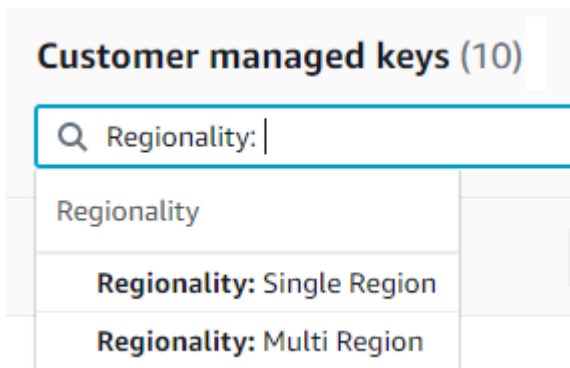 Customer managed keys (10)
Regionality:
Regionality
Regionality: Single Region
Regionality: Multi Region